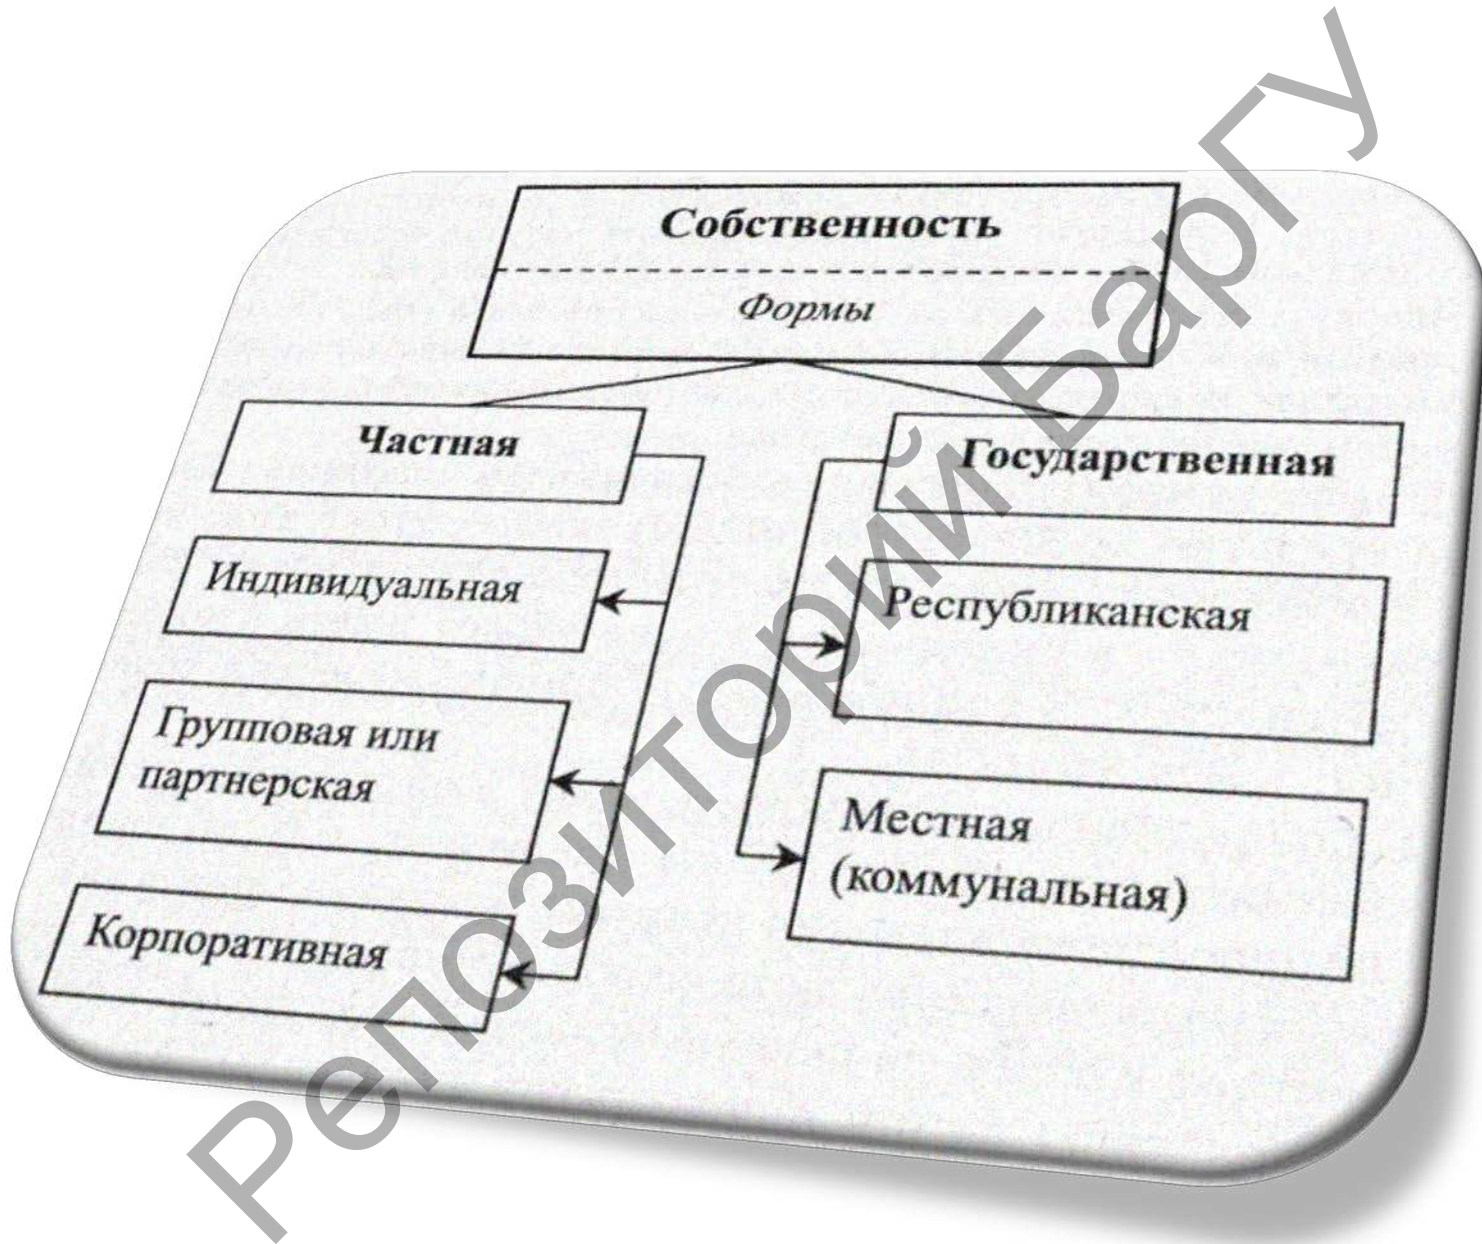 Собственность
Формы
Частная
Индивидуальная
Групповая или
партнерская
Корпоративная
Государственная
Республиканская
Местная
(коммунальная)
Репозиторий БарГУ